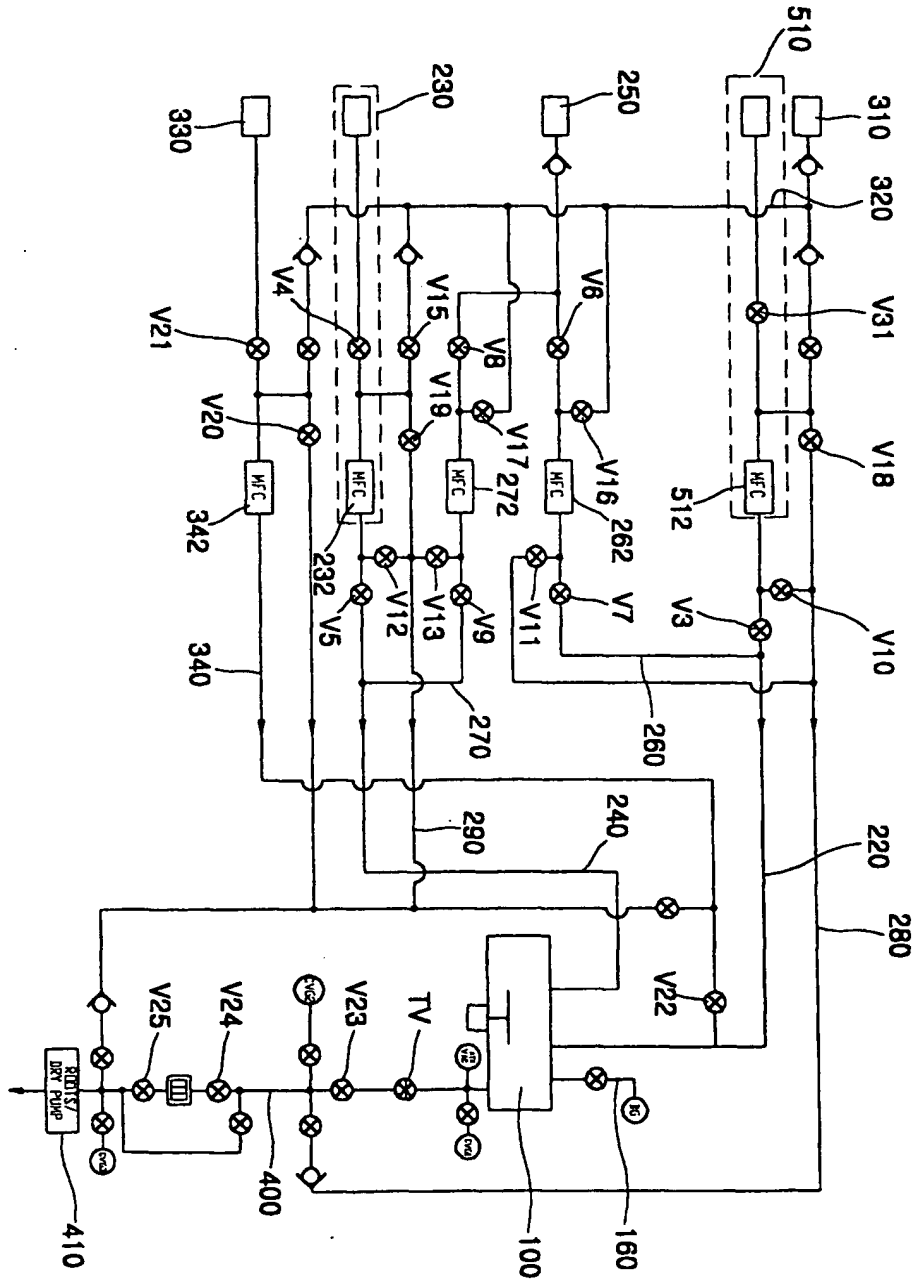 510
310
320
V31
V18
V10
220
280
512
MFC
V3
V22
160
BG
250
V6
V16
262
MFC
V7
V11
260
240
100
V8
V17
272
MFC
V9
V13
270
290
TV
230
V15
V19
V4
232
MFC
V12
V5
V23
400
330
V21
V20
342
MFC
340
V24
V25
ROOTS/
DRY PUMP
410